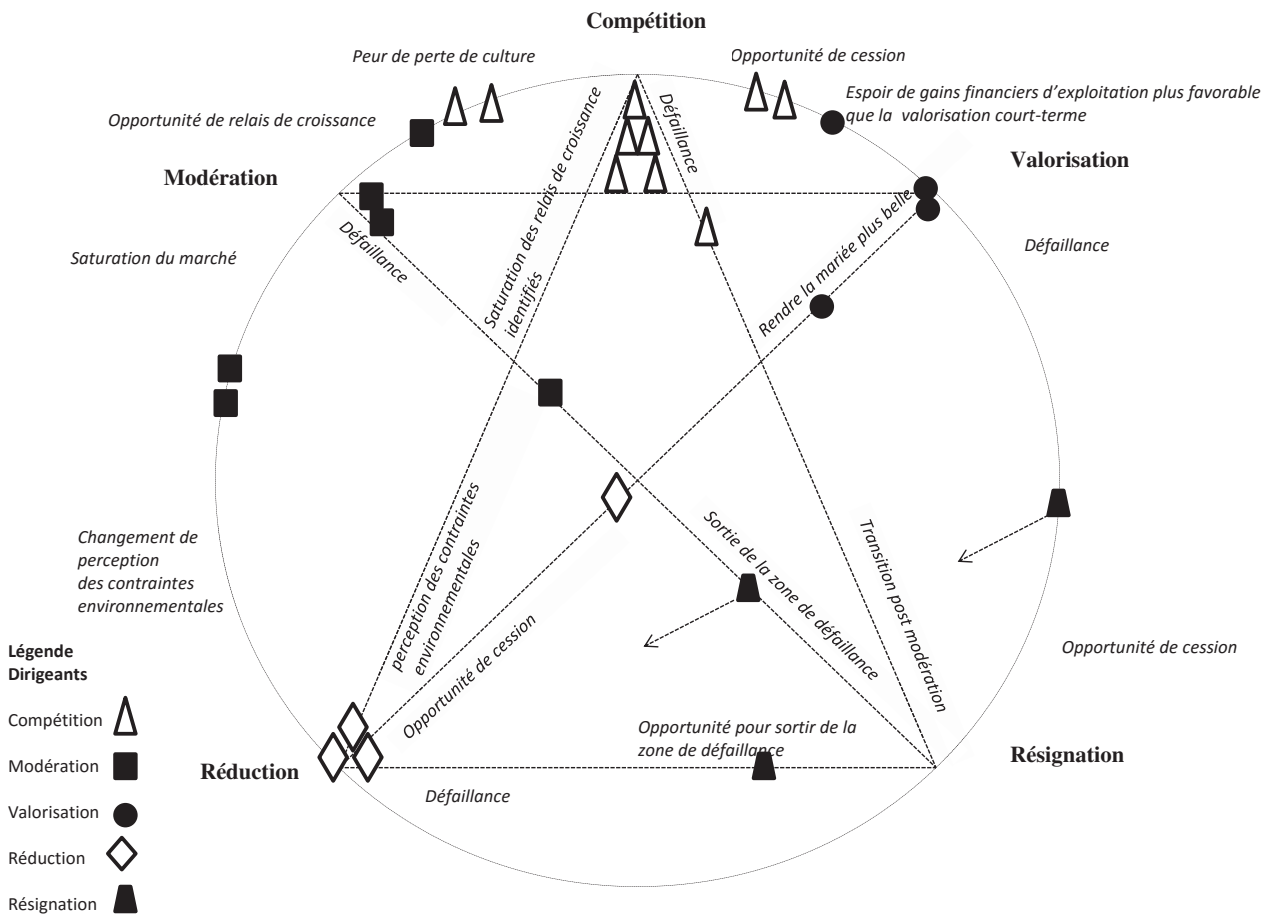 Compétition
Peur de perte de culture
Opportunité de cession
Espoir de gains financiers d'exploitation plus favorable
que la valorisation court-terme
Opportunité de relais de croissance
Défaillance
Valorisation
Modération
Saturation des relais de croissance
identifiés
Rendre la mariée plus belle
Défaillance
Défaillance
Saturation du marché
perception des contraintes
environnementales
Sortie de la zone de défaillance
Transition post modération
Changement de
perception
des contraintes
environnementales
Opportunité de cession
Opportunité de cession
Légende
Dirigeants
Compétition
Modération
Valorisation
Réduction
Résignation
Opportunité pour sortir de la
zone de défaillance
Réduction
Résignation
Défaillance